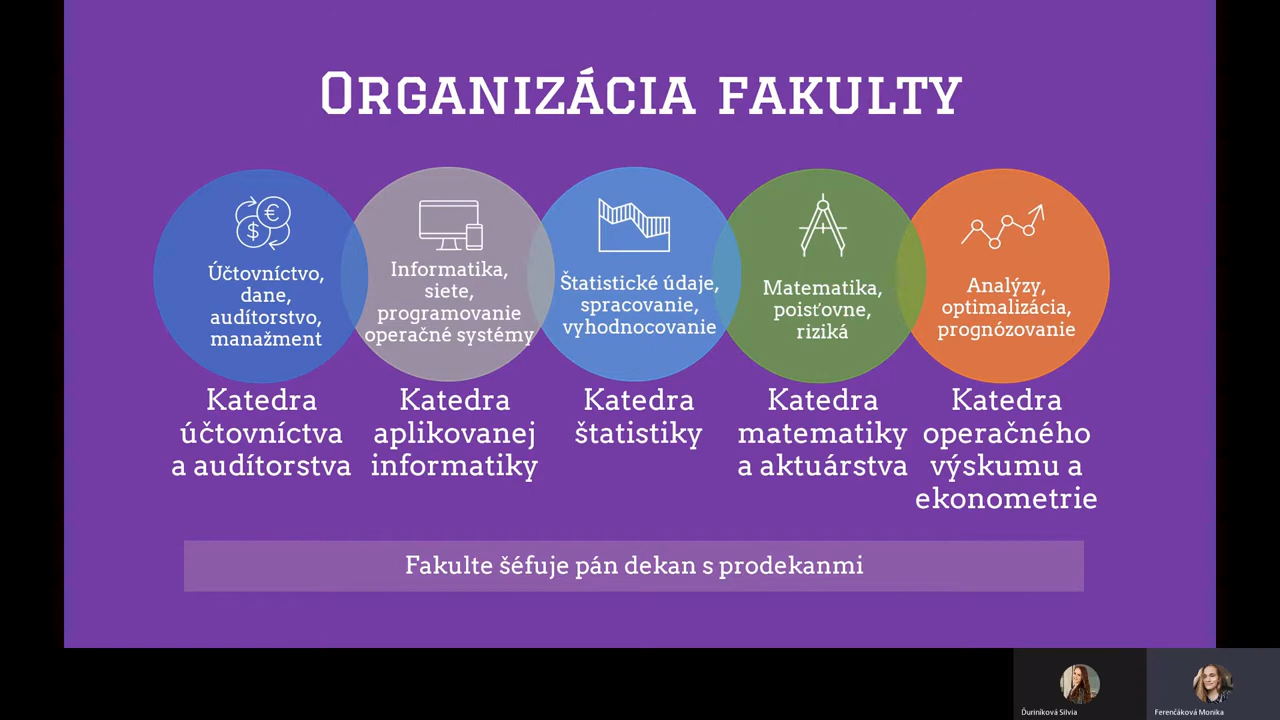 Organizácia fakulty
Účtovníctvo,
dane,
audítorstvo,
manažment
Informatika,
siete,
programovanie
operačné systémy
Štatistické údaje,
spracovanie,
vyhodnocovanie
Matematika,
poisťovne,
riziká
Analýzy,
optimalizácia,
prognózovanie
Katedra
účtovníctva
a audítorstva
Katedra
aplikovanej
informatiky
Katedra
štatistiky
Katedra
matematiky
a aktuárstva
Katedra
operačného
výskumu a
ekonometrie
Fakulte šéfuje pán dekan s prodekanmi
Ďuriníková Silvia
Ferenčáková Monika